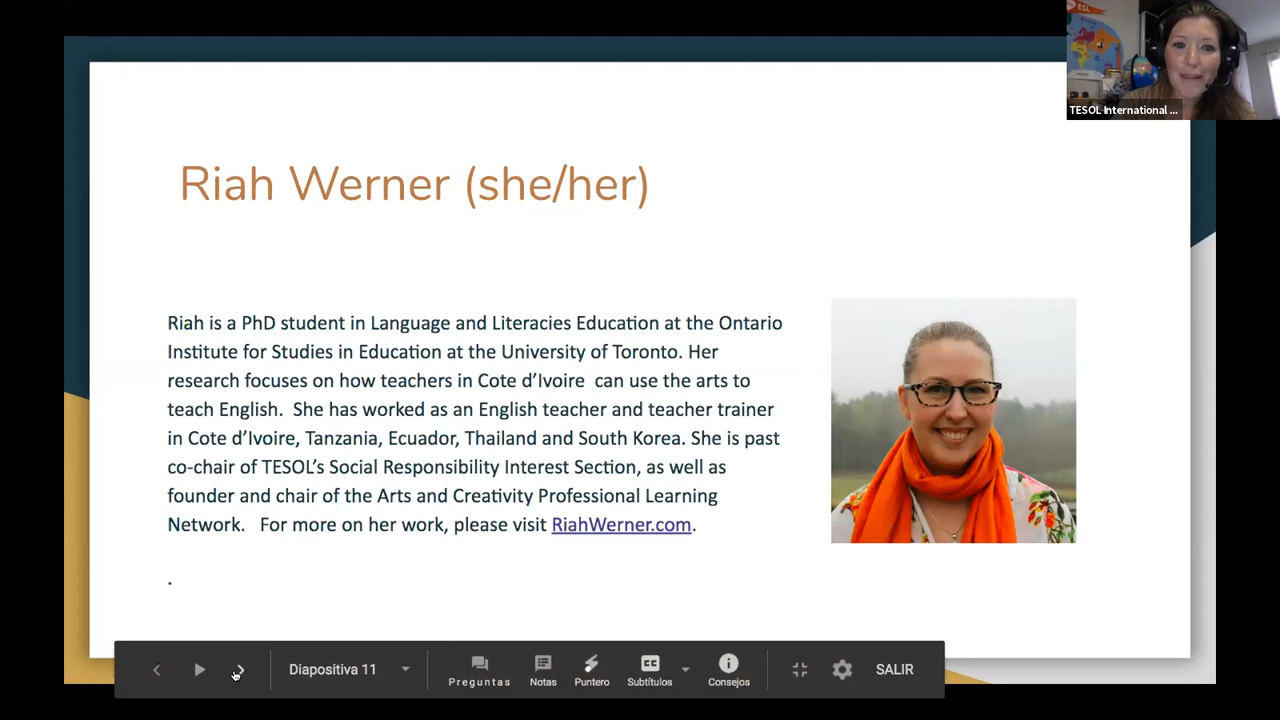 ESL
TESOL International ...
Riah Werner (she/her)
Riah is a PhD student in Language and Literacies Education at the Ontario
Institute for Studies in Education at the University of Toronto. Her
research focuses on how teachers in Cote d’Ivoire  can use the arts to
teach English.  She has worked as an English teacher and teacher trainer
in Cote d’Ivoire, Tanzania, Ecuador, Thailand and South Korea. She is past
co-chair of TESOL’s Social Responsibility Interest Section, as well as
founder and chair of the Arts and Creativity Professional Learning
Network.   For more on her work, please visit RiahWerner.com.
.
Diapositiva 11
Preguntas
Notas
Puntero
CC
Subtítulos
Consejos
SALIR